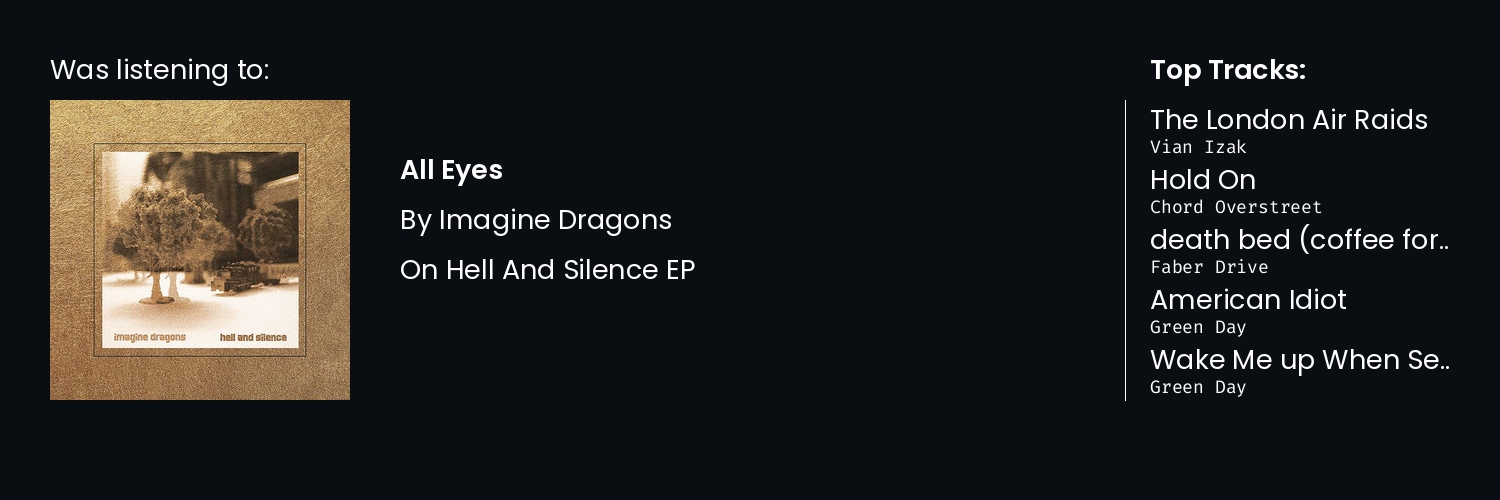 Was listening to:
imagine dragons
hell and silence
All Eyes
By Imagine Dragons
On Hell And Silence EP
Top Tracks:
The London Air Raids
Vian Izak
Hold On
Chord Overstreet
death bed (coffee for..
Faber Drive
American Idiot
Green Day
Wake Me up When Se..
Green Day